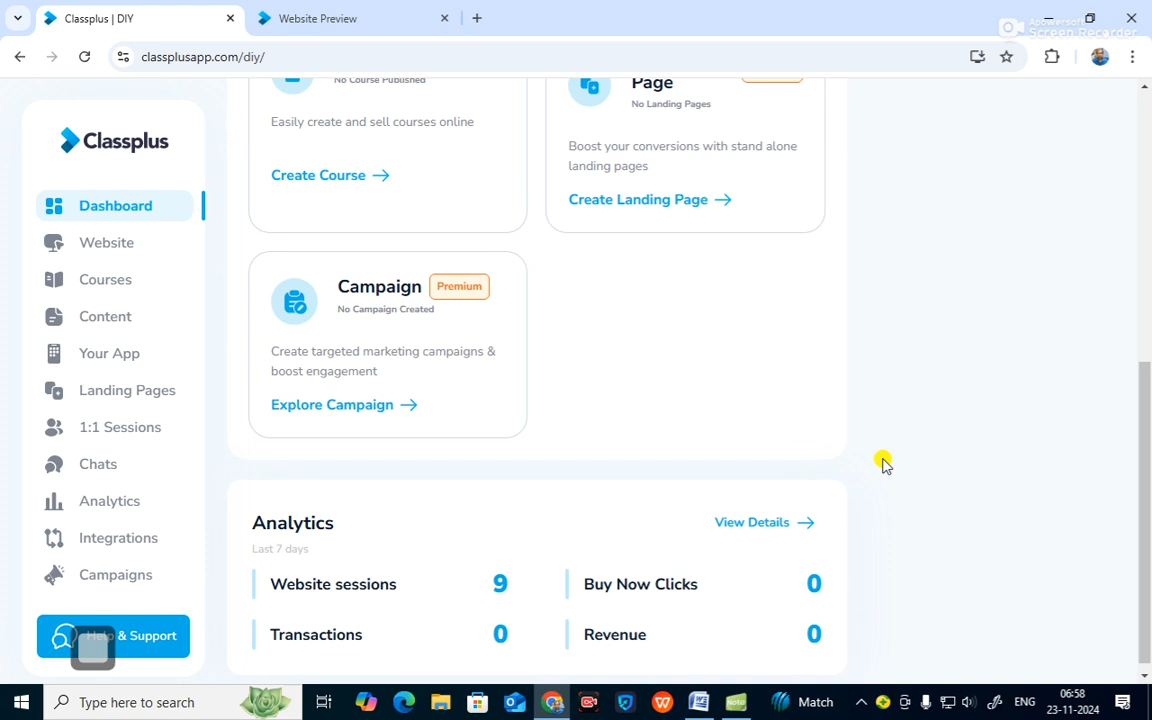 Classplus | DIY
Website Preview
Apowersoft
Screen Recorder
classplusapp.com/diy/
Classplus
Dashboard
Website
Courses
Content
Your App
Landing Pages
1:1 Sessions
Chats
Analytics
Integrations
Campaigns
Help & Support
No Course Published
Easily create and sell courses online
Create Course
Page
No Landing Pages
Boost your conversions with stand alone
landing pages
Create Landing Page
Campaign Premium
No Campaign Created
Create targeted marketing campaigns &
boost engagement
Explore Campaign
Analytics
View Details
Last 7 days
Website sessions 9
Buy Now Clicks 0
Transactions 0
Revenue 0
Type here to search
Match
ENG
06:58
23-11-2024